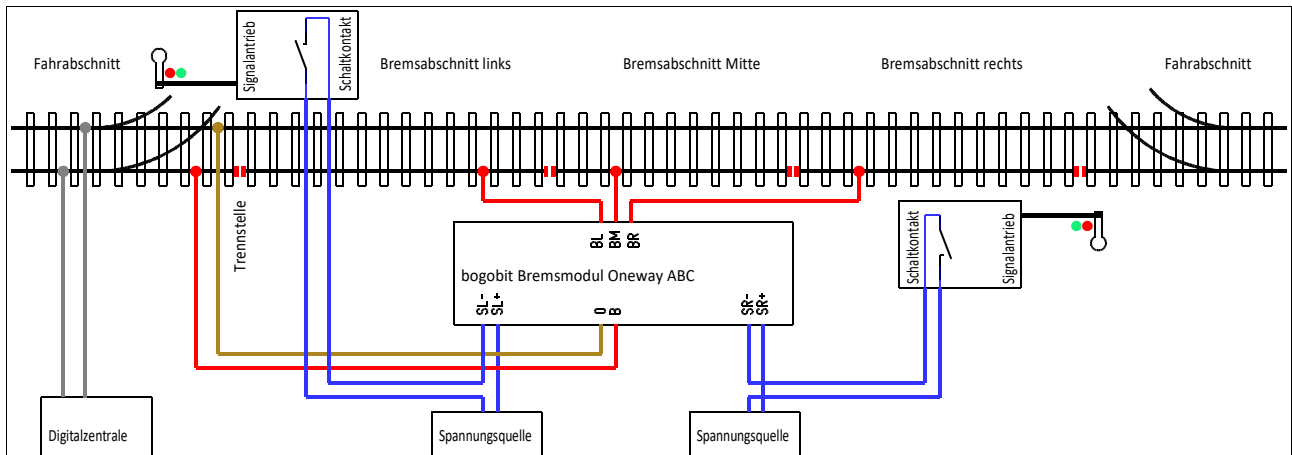 Signalantrieb
Schaltkontakt
Fahrabschnitt
Bremsabschnitt links
Bremsabschnitt Mitte
Bremsabschnitt rechts
Fahrabschnitt
Trennstelle
BL
BM
BR
bogobit Bremsmodul Oneway ABC
SL-
SL+
0
B
SR-
SR+
Schaltkontakt
Signalantrieb
Digitalzentrale
Spannungsquelle
Spannungsquelle